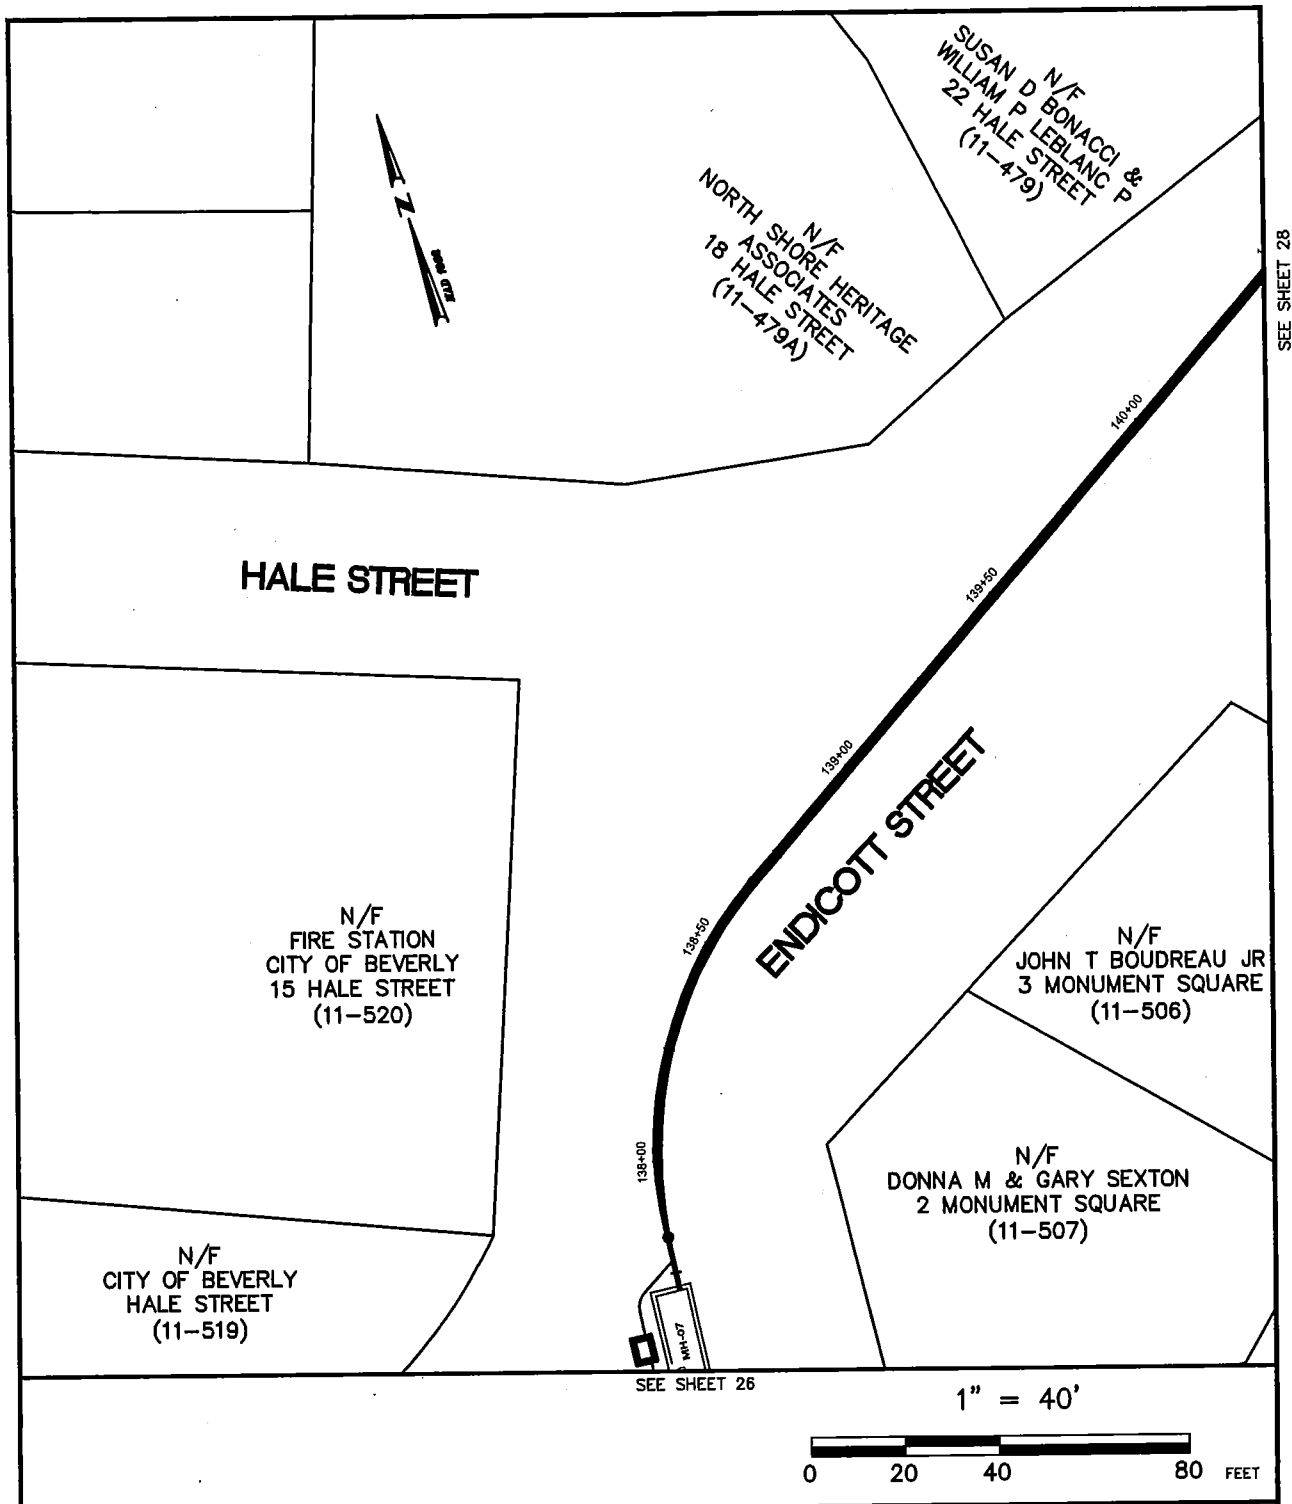 N/F
SUSAN D BONACCI &
WILLIAM P LEBLANC P
22 HALE STREET
(11-479)
N
N/F
NORTH SHORE HERITAGE
ASSOCIATES
18 HALE STREET
(11-479A)
SEE SHEET 28
140+00
HALE STREET
139+50
139+00
ENDICOTT STREET
138+50
N/F
FIRE STATION
CITY OF BEVERLY
15 HALE STREET
(11-520)
N/F
JOHN T BOUDREAU JR
3 MONUMENT SQUARE
(11-506)
138+00
N/F
DONNA M & GARY SEXTON
2 MONUMENT SQUARE
(11-507)
N/F
CITY OF BEVERLY
HALE STREET
(11-519)
MH-07
SEE SHEET 26
1" = 40'
0 20 40 80 FEET